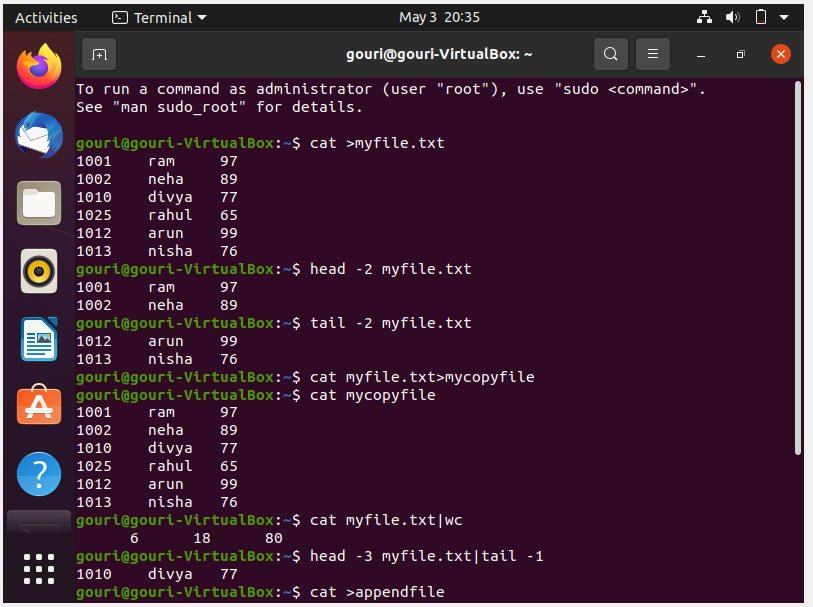 Activities Terminal May 3 20:35
gouri@gouri-VirtualBox: ~
To run a command as administrator (user "root"), use "sudo <command>".
See "man sudo_root" for details.
gouri@gouri-VirtualBox:~$ cat >myfile.txt
1001 ram 97
1002 neha 89
1010 divya 77
1025 rahul 65
1012 arun 99
1013 nisha 76
gouri@gouri-VirtualBox:~$ head -2 myfile.txt
1001 ram 97
1002 neha 89
gouri@gouri-VirtualBox:~$ tail -2 myfile.txt
1012 arun 99
1013 nisha 76
gouri@gouri-VirtualBox:~$ cat myfile.txt>mycopyfile
gouri@gouri-VirtualBox:~$ cat mycopyfile
1001 ram 97
1002 neha 89
1010 divya 77
1025 rahul 65
1012 arun 99
1013 nisha 76
gouri@gouri-VirtualBox:~$ cat myfile.txt|wc
6 18 80
gouri@gouri-VirtualBox:~$ head -3 myfile.txt|tail -1
1010 divya 77
gouri@gouri-VirtualBox:~$ cat >appendfile